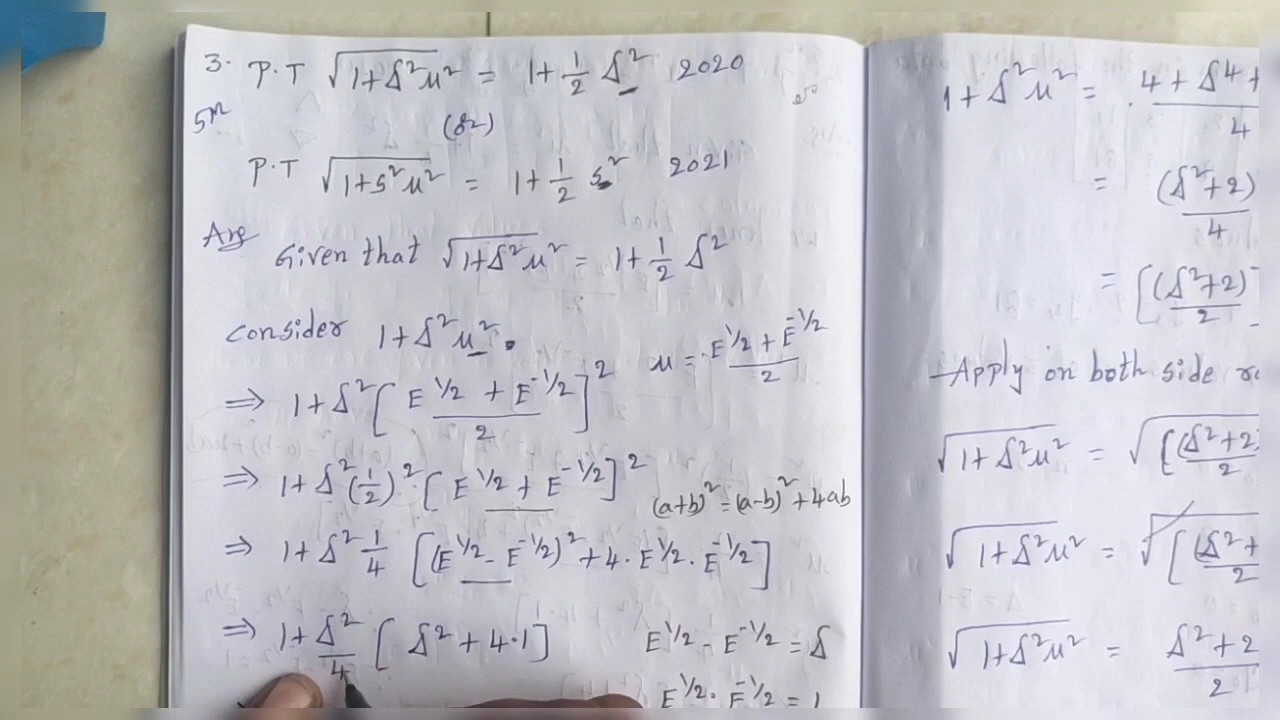 3. P.T √1+δ²μ² = 1+ 1/2 δ² 2020
5M
(or)
P.T √1+s²μ² = 1+ 1/2 s² 2021
Ans
Given that √1+δ²μ² = 1+ 1/2 δ²
Consider 1+δ²μ².
μ = E^1/2 + E^-1/2 / 2
⇒ 1+δ² [E^1/2 + E^-1/2 / 2]²
⇒ 1+δ² (1/2)² [E^1/2 + E^-1/2]²
(a+b)² = (a-b)² + 4ab
⇒ 1+δ² 1/4 [(E^1/2 - E^-1/2)² + 4. E^1/2 . E^-1/2]
⇒ 1+ δ²/4 [δ² + 4.1]
E^1/2 - E^-1/2 = δ
E^1/2 . E^-1/2 = 1
1+δ²μ² = 4+δ⁴+ / 4
= (δ²+2) / 4
= [(δ²+2) / 2
Apply on both side
√1+δ²μ² = √[(δ²+2) / 2
√1+δ²μ² = √[(δ²+ / 2
√1+δ²μ² = δ²+2 / 2